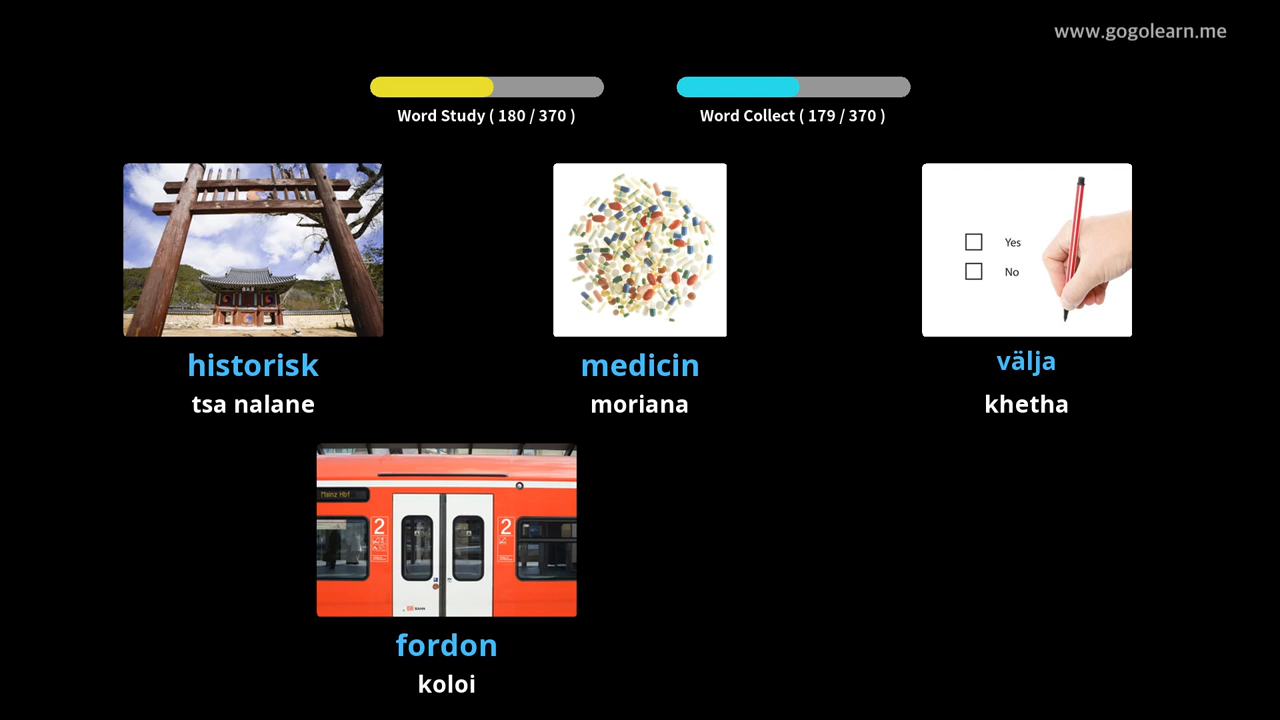 www.gogolearn.me
Word Study ( 180 / 370 )
Word Collect ( 179 / 370 )
Yes
No
historisk
tsa nalane
medicin
moriana
välja
khetha
Mainz Hbf
2
2
fordon
koloi